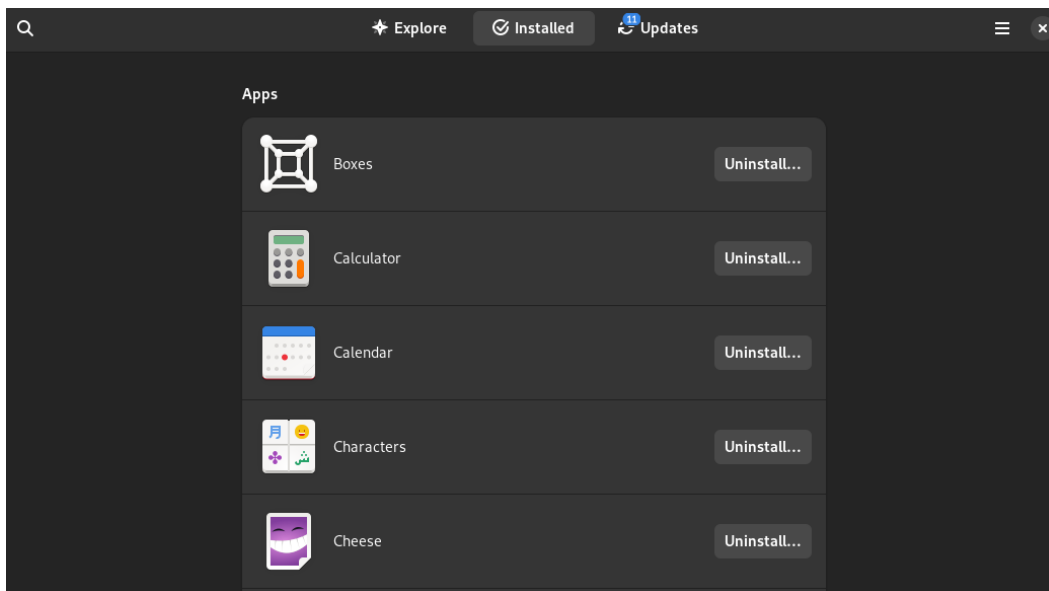 Explore
Installed
11
Updates
Apps
Boxes
Uninstall...
Calculator
Uninstall...
Calendar
Uninstall...
月
ش
Characters
Uninstall...
Cheese
Uninstall...